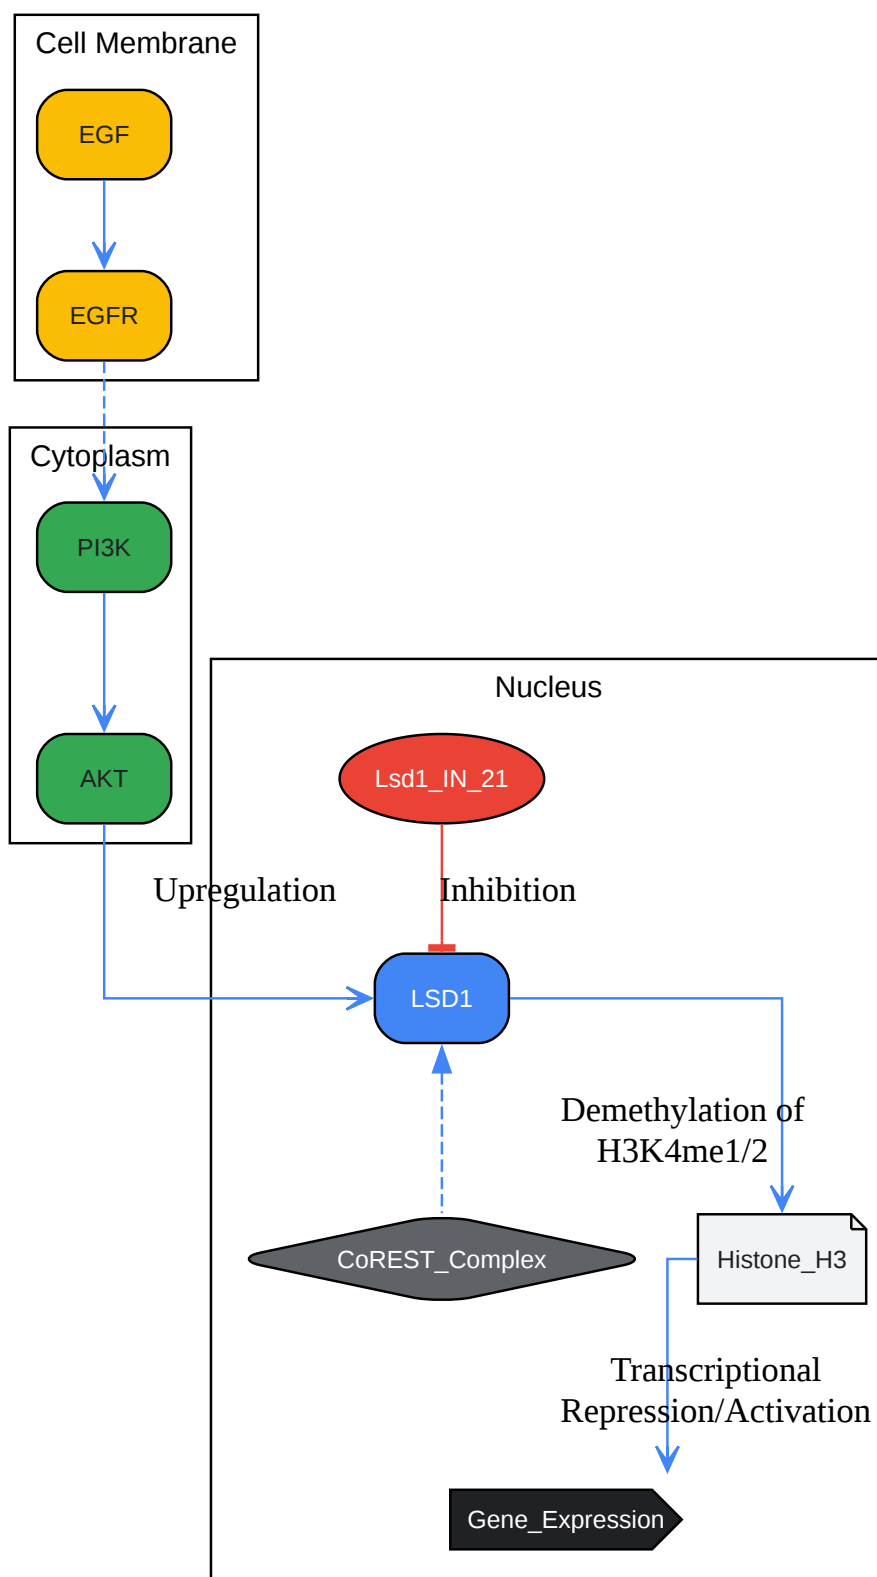 Cell Membrane
EGF
EGFR
Cytoplasm
PI3K
AKT
Nucleus
Lsd1_IN_21
Upregulation
Inhibition
LSD1
Demethylation of
H3K4me1/2
CoREST_Complex
Histone_H3
Transcriptional
Repression/Activation
Gene_Expression